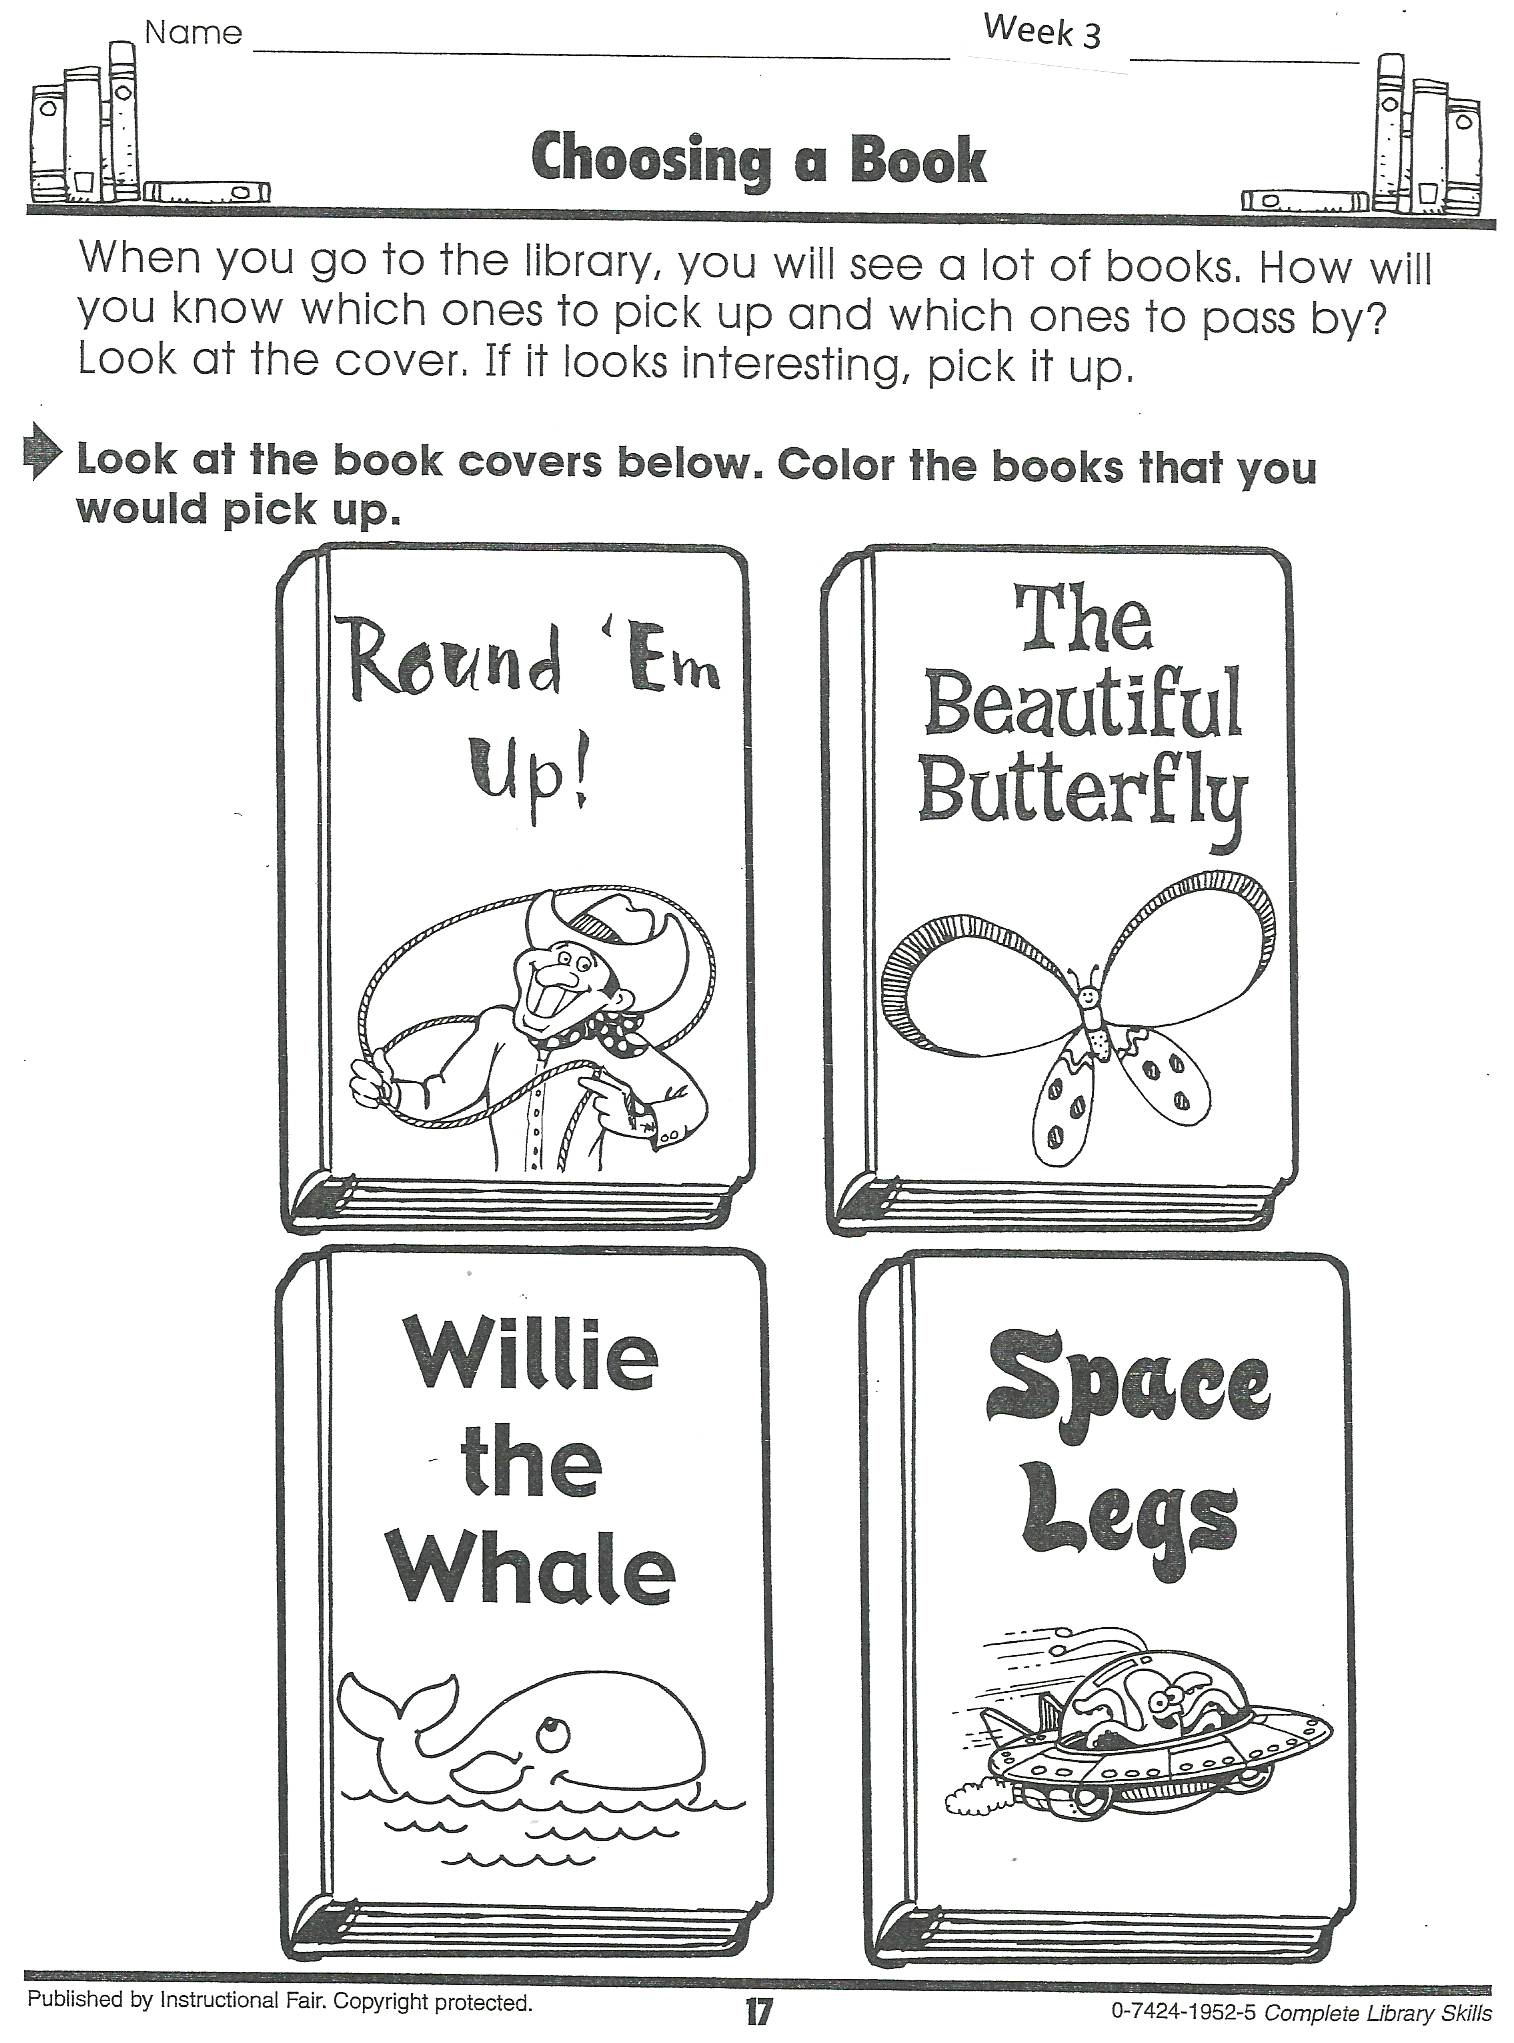 Name Week 3
Choosing a Book
When you go to the library, you will see a lot of books. How will
you know which ones to pick up and which ones to pass by?
Look at the cover. If it looks interesting, pick it up.
Look at the book covers below. Color the books that you
would pick up.
Round 'Em
Up!
The
Beautiful
Butterfly
Willie
the
Whale
Space
Legs
Published by Instructional Fair. Copyright protected.
17
0-7424-1952-5 Complete Library Skills